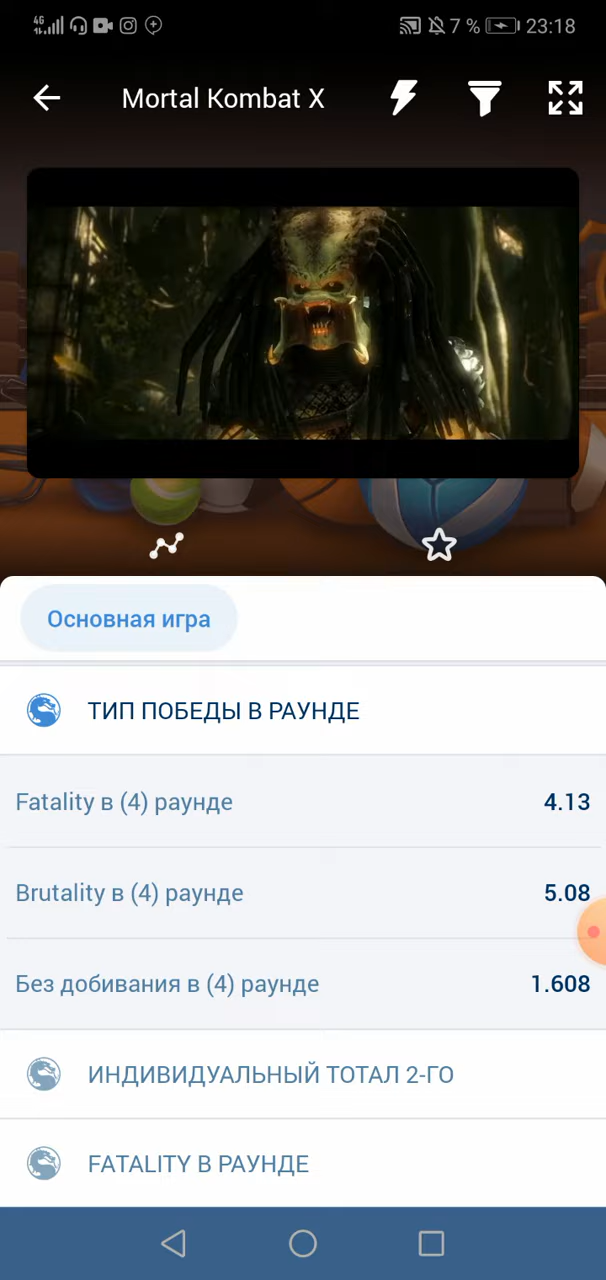 4G 7 % 23:18
Mortal Kombat X
Основная игра
ТИП ПОБЕДЫ В РАУНДЕ
Fatality в (4) раунде 4.13
Brutality в (4) раунде 5.08
Без добивания в (4) раунде 1.608
ИНДИВИДУАЛЬНЫЙ ТОТАЛ 2-ГО
FATALITY В РАУНДЕ